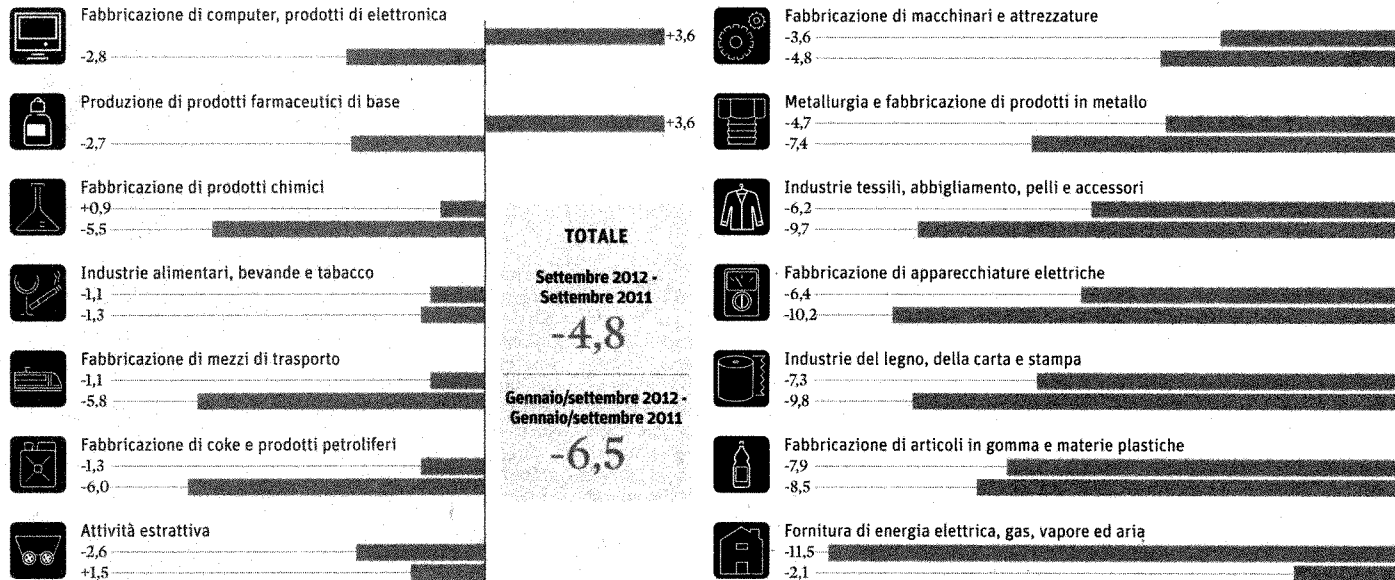 Fabbricazione di computer, prodotti di elettronica
+3,6
-2,8
Produzione di prodotti farmaceutici di base
+3,6
-2,7
Fabbricazione di prodotti chimici
+0,9
-5,5
Industrie alimentari, bevande e tabacco
-1,1
-1,3
Fabbricazione di mezzi di trasporto
-1,1
-5,8
Fabbricazione di coke e prodotti petroliferi
-1,3
-6,0
Attività estrattiva
-2,6
+1,5
TOTALE
Settembre 2012 -
Settembre 2011
-4,8
Gennaio/settembre 2012 -
Gennaio/settembre 2011
-6,5
Fabbricazione di macchinari e attrezzature
-3,6
-4,8
Metallurgia e fabbricazione di prodotti in metallo
-4,7
-7,4
Industrie tessili, abbigliamento, pelli e accessori
-6,2
-9,7
Fabbricazione di apparecchiature elettriche
-6,4
-10,2
Industrie del legno, della carta e stampa
-7,3
-9,8
Fabbricazione di articoli in gomma e materie plastiche
-7,9
-8,5
Fornitura di energia elettrica, gas, vapore ed aria
-11,5
-2,1